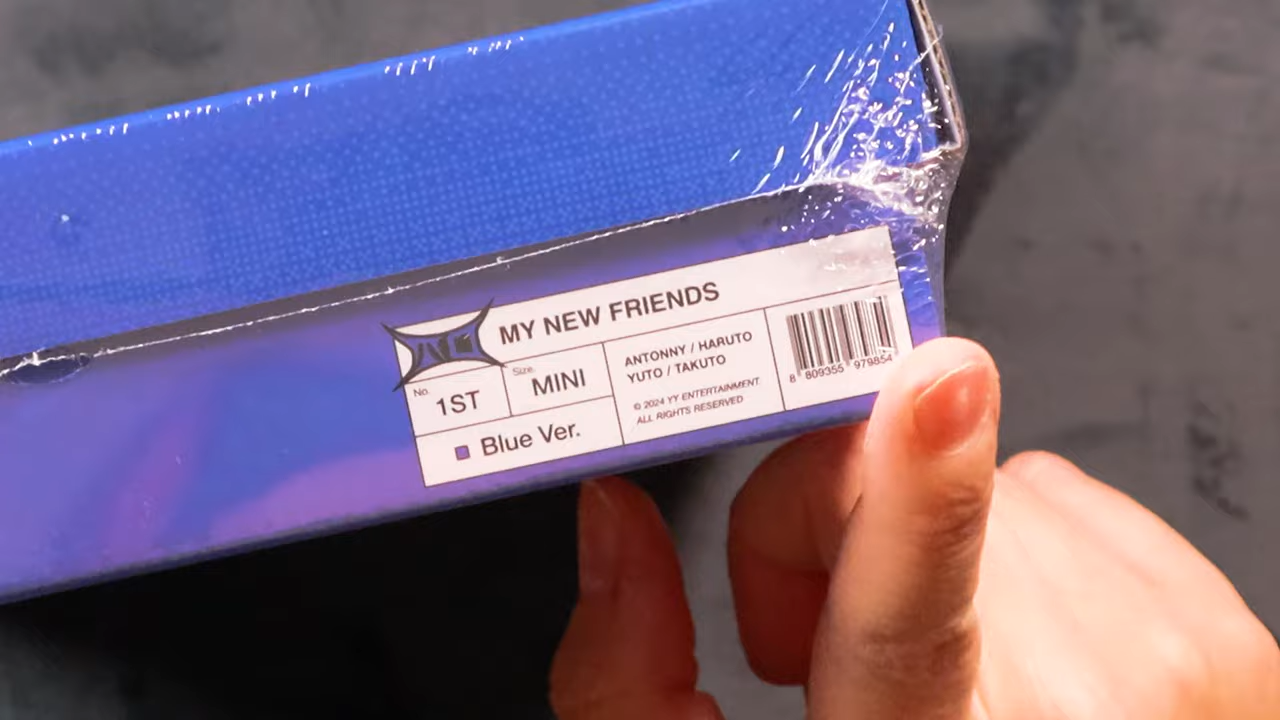 MY NEW FRIENDS
No.
1ST
Size.
MINI
Blue Ver.
ANTONNY / HARUTO
YUTO / TAKUTO
© 2024 YY ENTERTAINMENT
ALL RIGHTS RESERVED
8 809355 979854